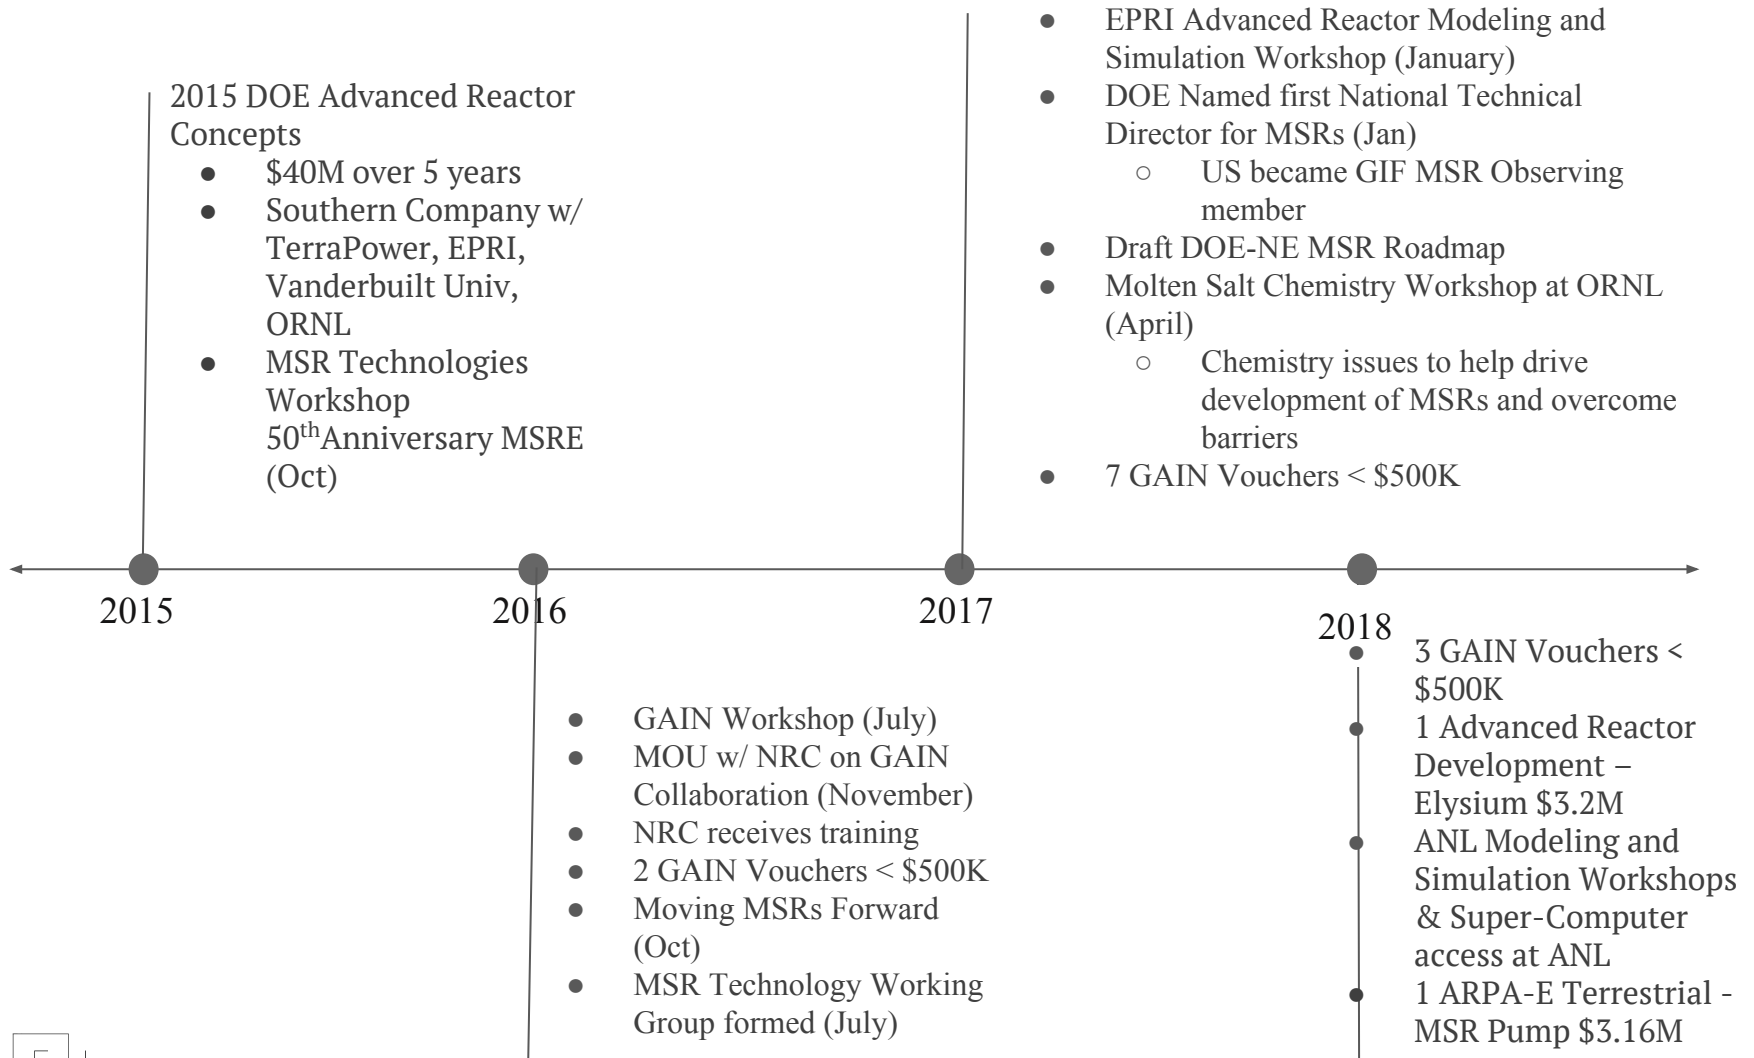 2015 DOE Advanced Reactor
Concepts
● $40M over 5 years
● Southern Company w/
TerraPower, EPRI,
Vanderbuilt Univ,
ORNL
● MSR Technologies
Workshop
50thAnniversary MSRE
(Oct)
● EPRI Advanced Reactor Modeling and
Simulation Workshop (January)
● DOE Named first National Technical
Director for MSRs (Jan)
○ US became GIF MSR Observing
member
● Draft DOE-NE MSR Roadmap
● Molten Salt Chemistry Workshop at ORNL
(April)
○ Chemistry issues to help drive
development of MSRs and overcome
barriers
● 7 GAIN Vouchers < $500K
2015
2016
2017
2018
● GAIN Workshop (July)
● MOU w/ NRC on GAIN
Collaboration (November)
● NRC receives training
● 2 GAIN Vouchers < $500K
● Moving MSRs Forward
(Oct)
● MSR Technology Working
Group formed (July)
● 3 GAIN Vouchers <
$500K
● 1 Advanced Reactor
Development –
Elysium $3.2M
● ANL Modeling and
Simulation Workshops
& Super-Computer
access at ANL
● 1 ARPA-E Terrestrial -
MSR Pump $3.16M